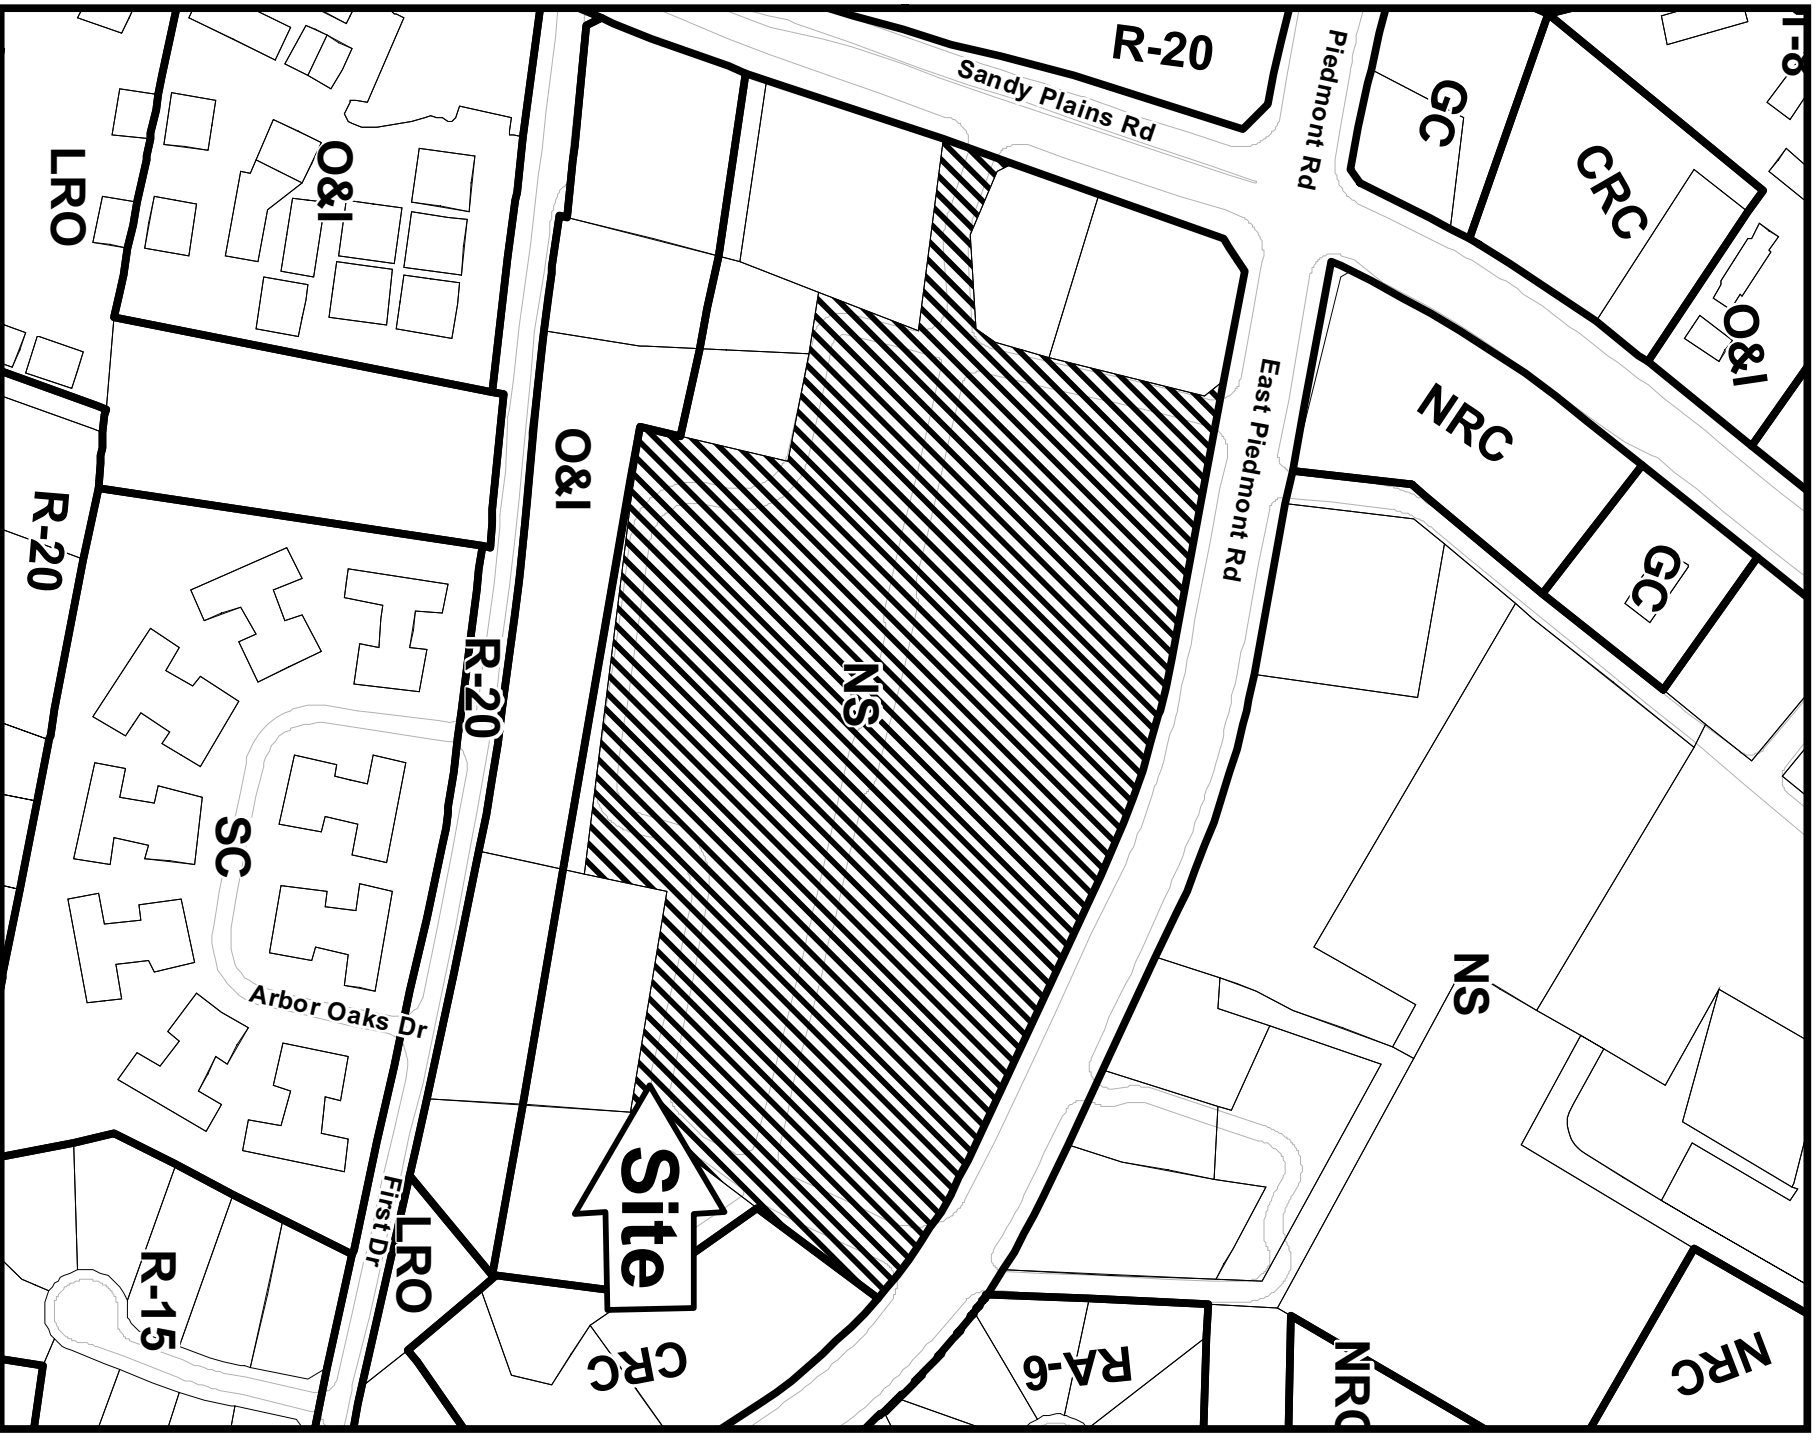 R-20
Sandy Plains Rd
Piedmont Rd
GC
CRC
LRO
O&I
O&I
East Piedmont Rd
NRC
O&I
R-20
GC
R-20
NS
SC
NS
Arbor Oaks Dr
Site
First Dr
LRO
R-15
CRC
RA-6
NRC
NRC